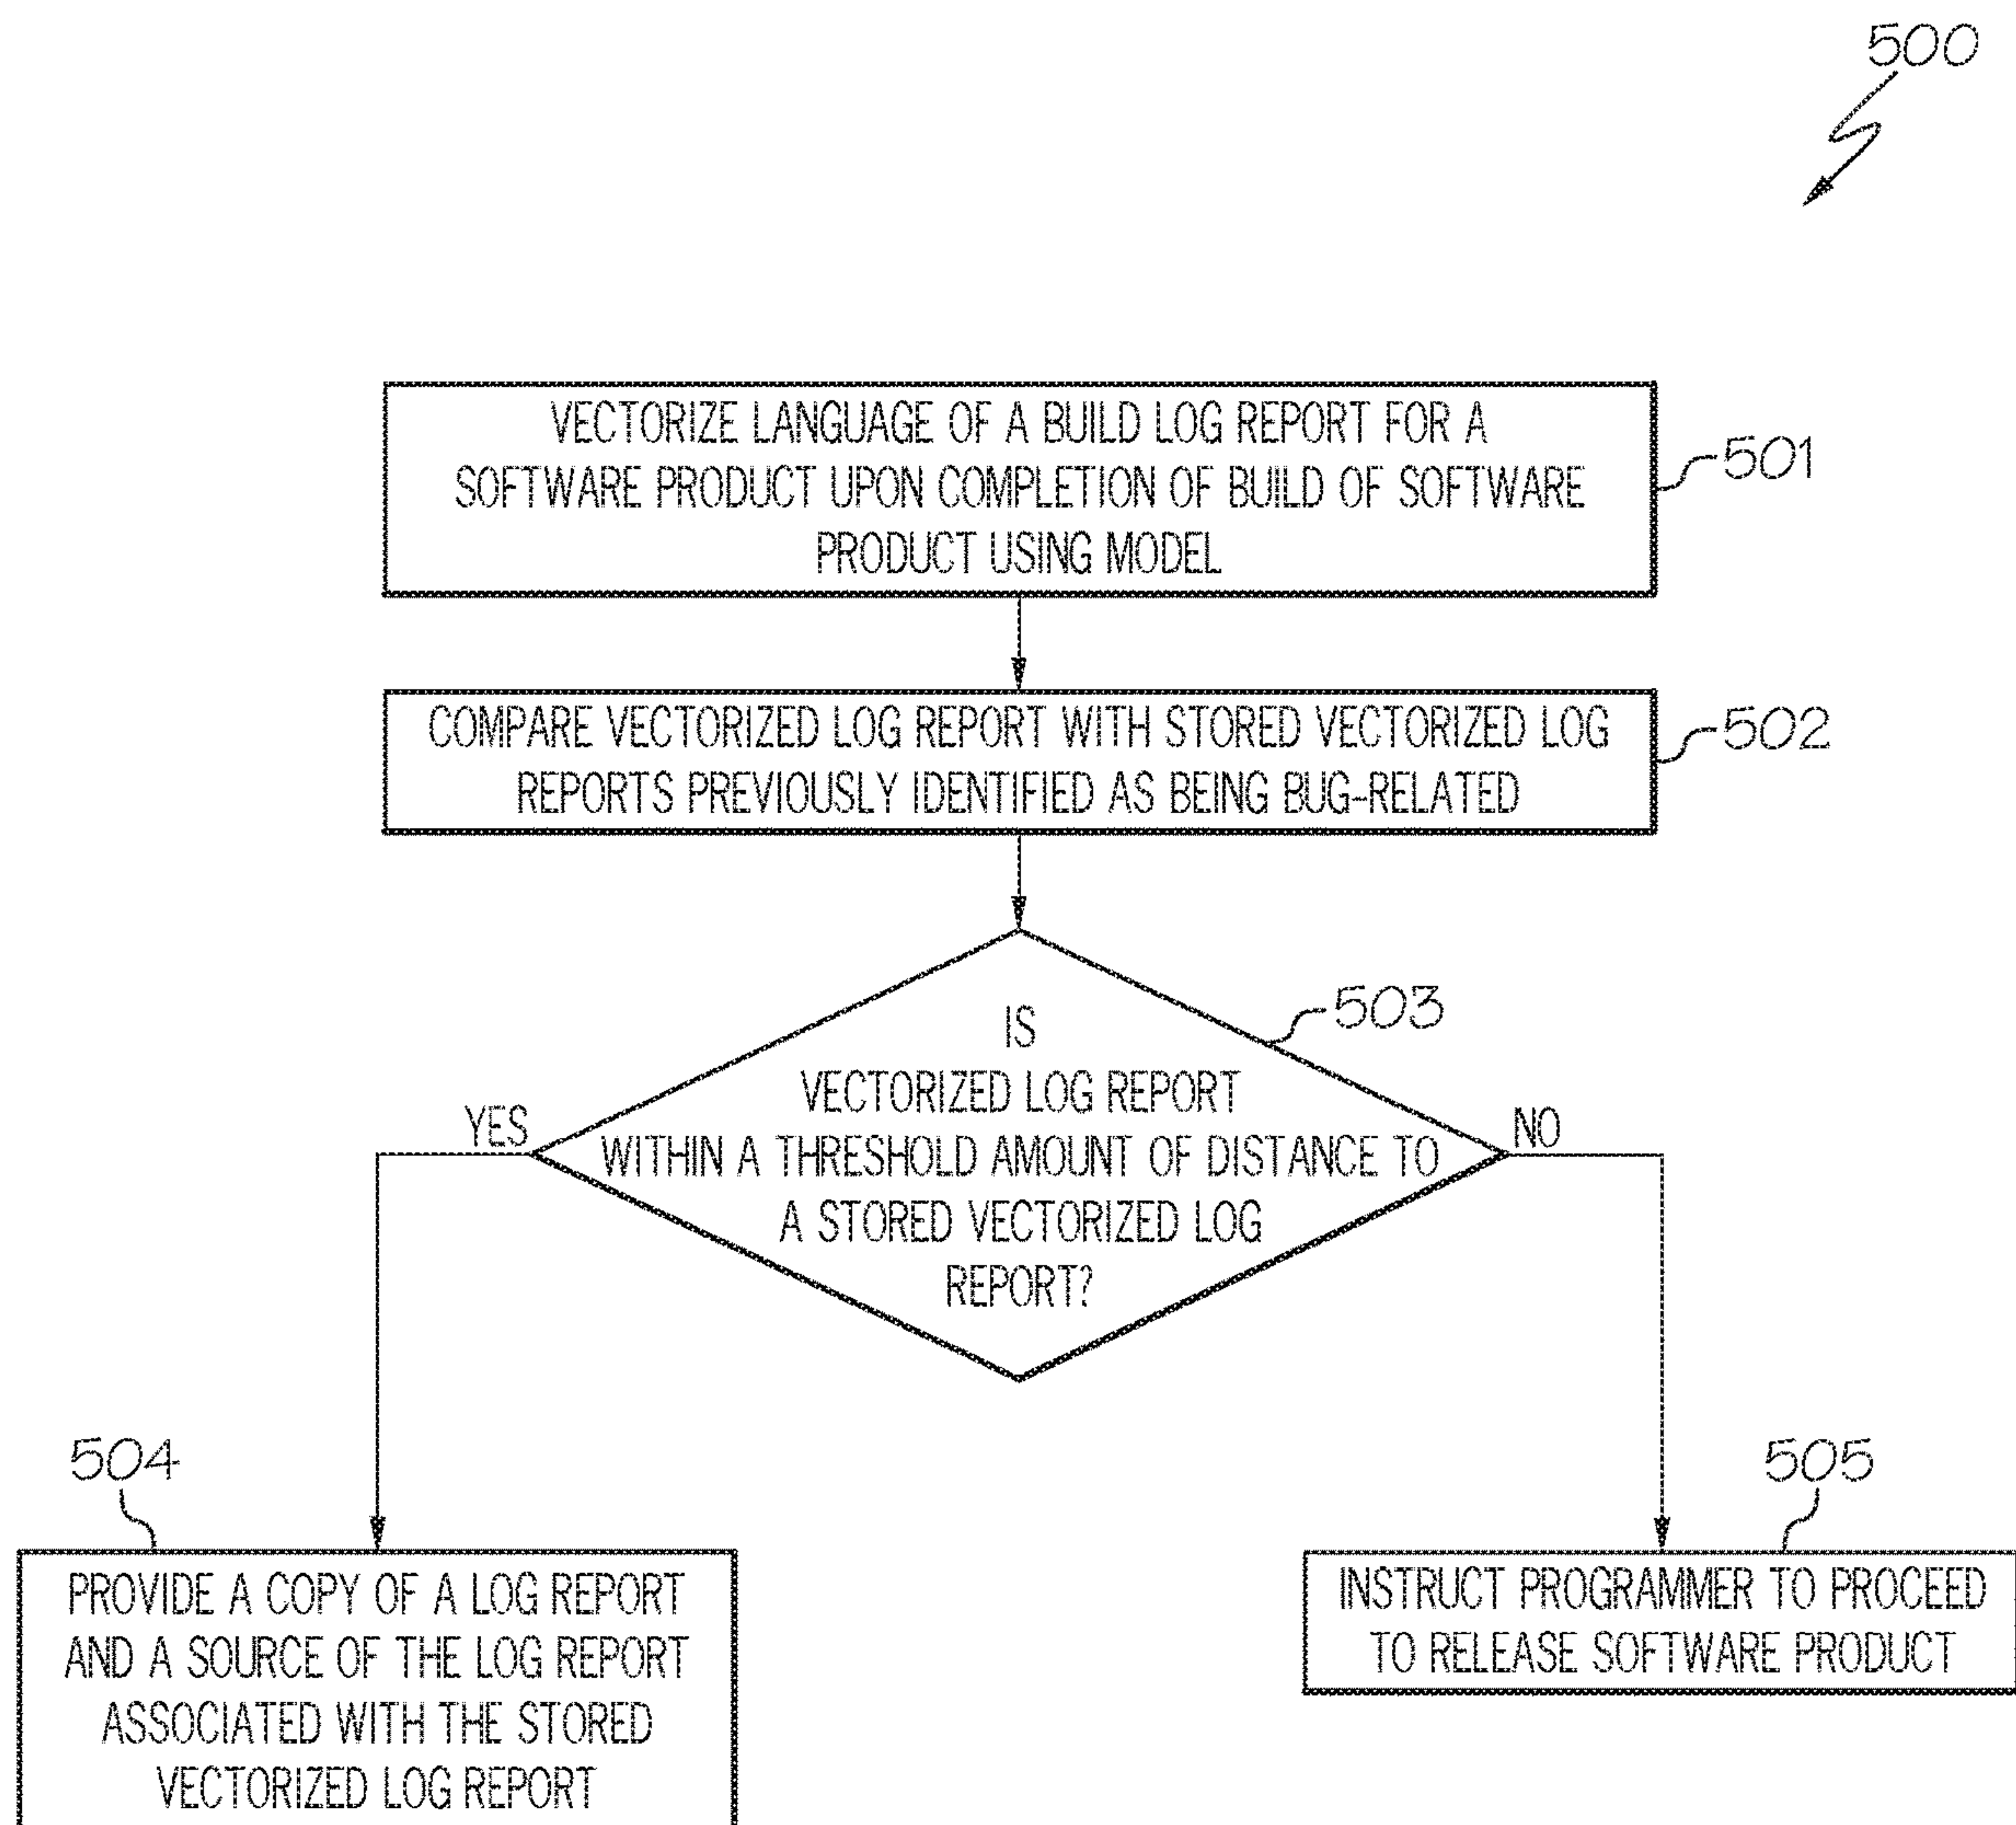 500
VECTORIZE LANGUAGE OF A BUILD LOG REPORT FOR A
SOFTWARE PRODUCT UPON COMPLETION OF BUILD OF SOFTWARE
PRODUCT USING MODEL
501
COMPARE VECTORIZED LOG REPORT WITH STORED VECTORIZED LOG
REPORTS PREVIOUSLY IDENTIFIED AS BEING BUG-RELATED
502
IS
VECTORIZED LOG REPORT
WITHIN A THRESHOLD AMOUNT OF DISTANCE TO
A STORED VECTORIZED LOG
REPORT?
503
YES
NO
504
PROVIDE A COPY OF A LOG REPORT
AND A SOURCE OF THE LOG REPORT
ASSOCIATED WITH THE STORED
VECTORIZED LOG REPORT
505
INSTRUCT PROGRAMMER TO PROCEED
TO RELEASE SOFTWARE PRODUCT